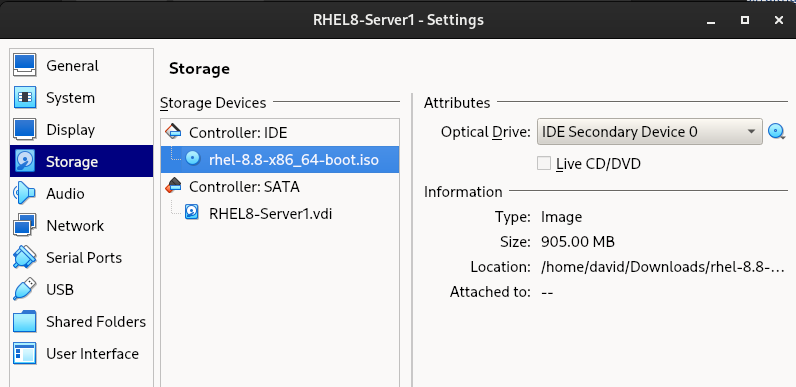 RHEL8-Server1 - Settings
General
System
Display
Storage
Audio
Network
Serial Ports
USB
Shared Folders
User Interface
Storage
Storage Devices
Controller: IDE
rhel-8.8-x86_64-boot.iso
Controller: SATA
RHEL8-Server1.vdi
Attributes
Optical Drive: IDE Secondary Device 0
Live CD/DVD
Information
Type: Image
Size: 905.00 MB
Location: /home/david/Downloads/rhel-8.8-...
Attached to: --